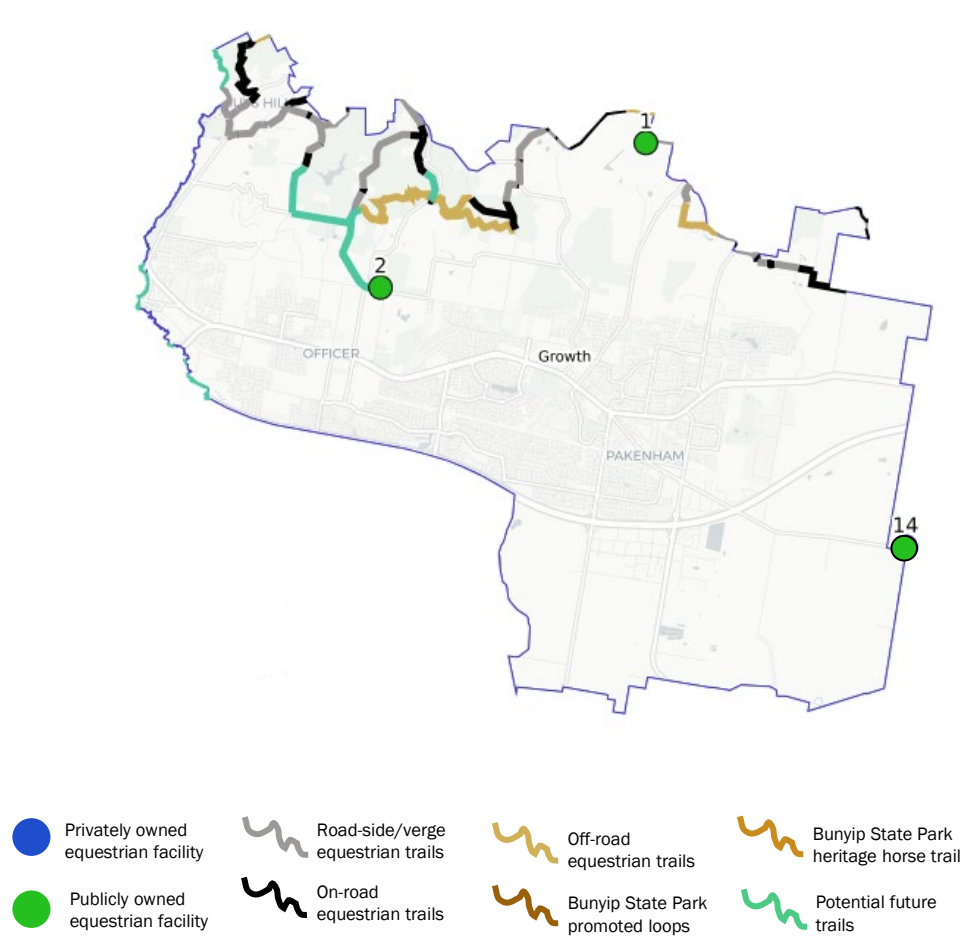 HILL
1
2
OFFICER
Growth
PAKENHAM
14
Privately owned
equestrian facility
Road-side/verge
equestrian trails
Off-road
equestrian trails
Bunyip State Park
heritage horse trail
Publicly owned
equestrian facility
On-road
equestrian trails
Bunyip State Park
promoted loops
Potential future
trails